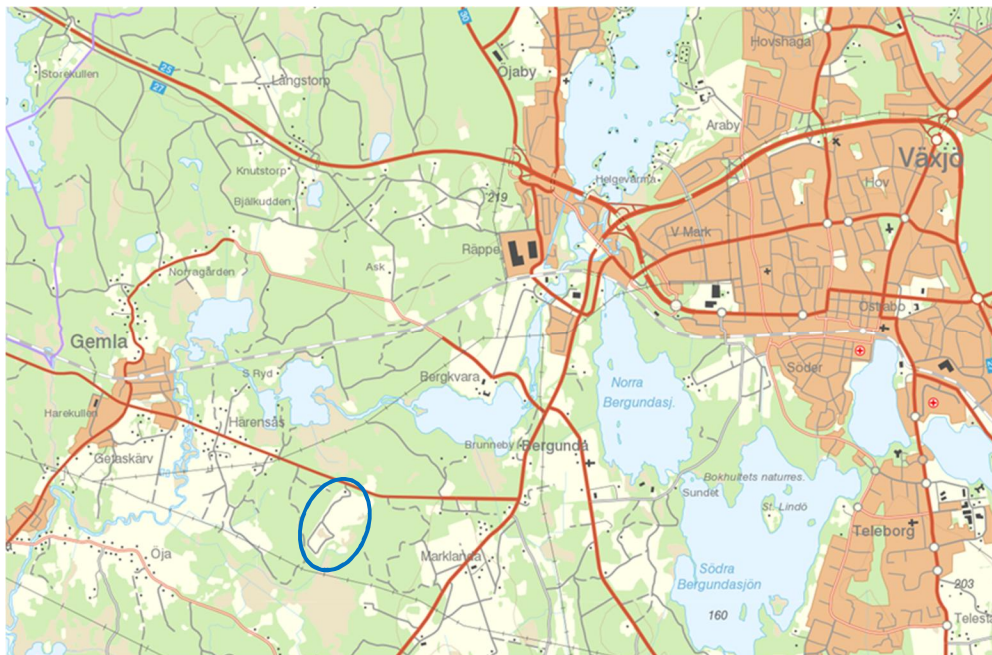 Storekullen
25
27
Långstorp
30
Öjaby
Hovshaga
Araby
Växjö
Knutstorp
Bjälkudden
219
Helgevärma
Hov
Räppe
V Mark
Norragården
Ask
Östrabo
Gemla
S Ryd
Bergkvara
Norra
Bergundasj.
Söder
Harekullen
Härensås
Getaskärv
Brunneby
Bergunda
Bokhultets naturres.
Sundet
St. Lindö
Teleborg
Öja
Marklanda
Södra
Bergundasjön
160
203
Telest